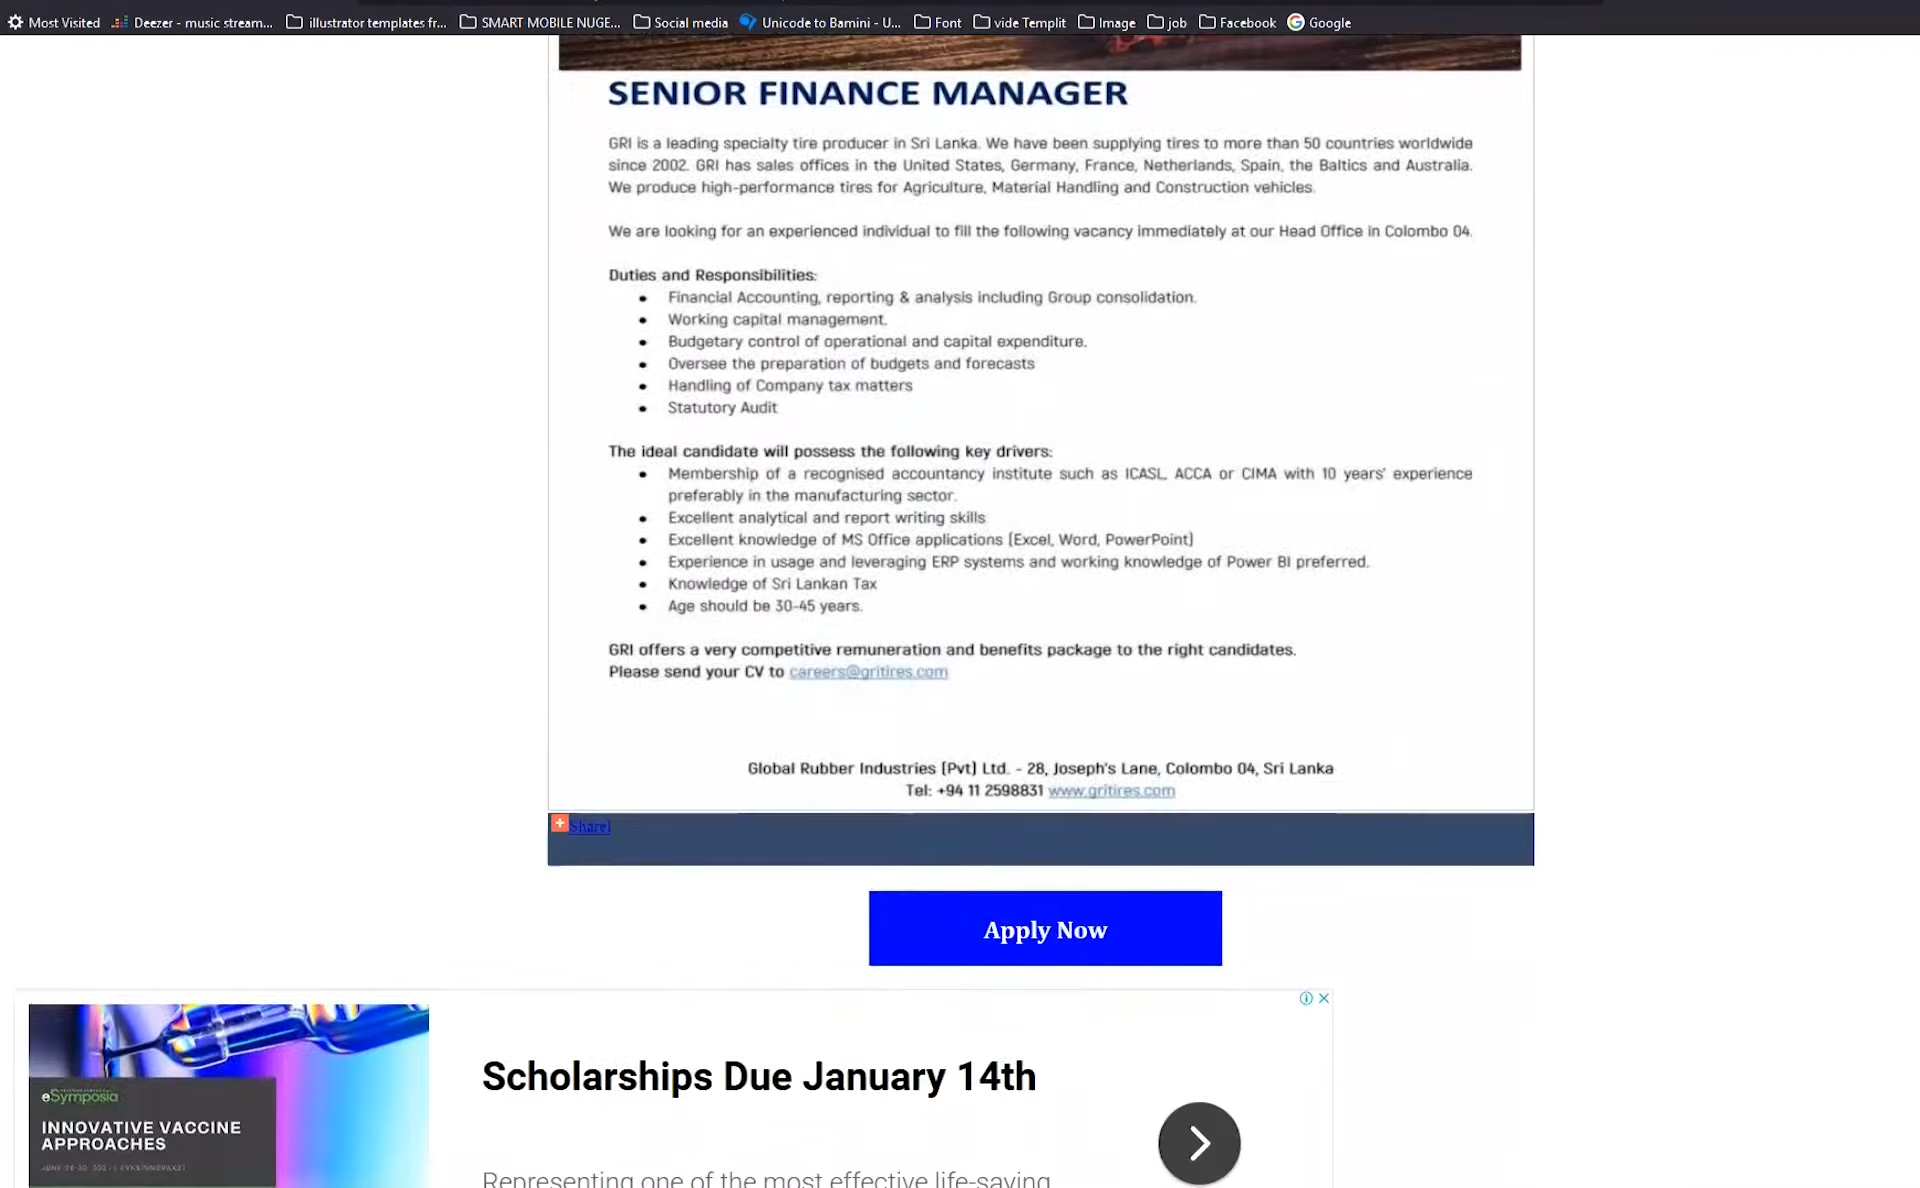 Most Visited Deezer - music stream... illustrator templates fr... SMART MOBILE NUGE... Social media Unicode to Bamini - U... Font vide Templit Image job Facebook Google
SENIOR FINANCE MANAGER
GRI is a leading specialty tire producer in Sri Lanka. We have been supplying tires to more than 50 countries worldwide
since 2002. GRI has sales offices in the United States, Germany, France, Netherlands, Spain, the Baltics and Australia.
We produce high-performance tires for Agriculture, Material Handling and Construction vehicles.
We are looking for an experienced individual to fill the following vacancy immediately at our Head Office in Colombo 04.
Duties and Responsibilities:
• Financial Accounting, reporting & analysis including Group consolidation.
• Working capital management.
• Budgetary control of operational and capital expenditure.
• Oversee the preparation of budgets and forecasts
• Handling of Company tax matters
• Statutory Audit
The ideal candidate will possess the following key drivers:
• Membership of a recognised accountancy institute such as ICASL, ACCA or CIMA with 10 years' experience
preferably in the manufacturing sector.
• Excellent analytical and report writing skills
• Excellent knowledge of MS Office applications (Excel, Word, PowerPoint)
• Experience in usage and leveraging ERP systems and working knowledge of Power BI preferred.
• Knowledge of Sri Lankan Tax
• Age should be 30-45 years.
GRI offers a very competitive remuneration and benefits package to the right candidates.
Please send your CV to careers@gritires.com
Global Rubber Industries (Pvt) Ltd. - 28, Joseph's Lane, Colombo 04, Sri Lanka
Tel: +94 11 2598831 www.gritires.com
Share|
Apply Now
Scholarships Due January 14th
eSymposia
INNOVATIVE VACCINE
APPROACHES
Representing one of the most effective life-saving